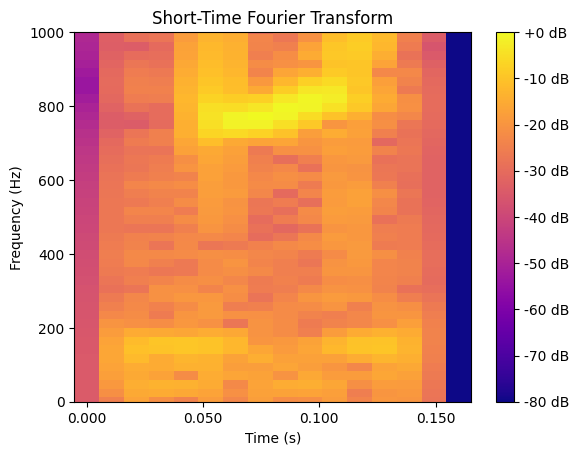 Short-Time Fourier Transform
1000
800
600
400
200
0
Frequency (Hz)
0.000
0.050
0.100
0.150
Time (s)
+0 dB
-10 dB
-20 dB
-30 dB
-40 dB
-50 dB
-60 dB
-70 dB
-80 dB